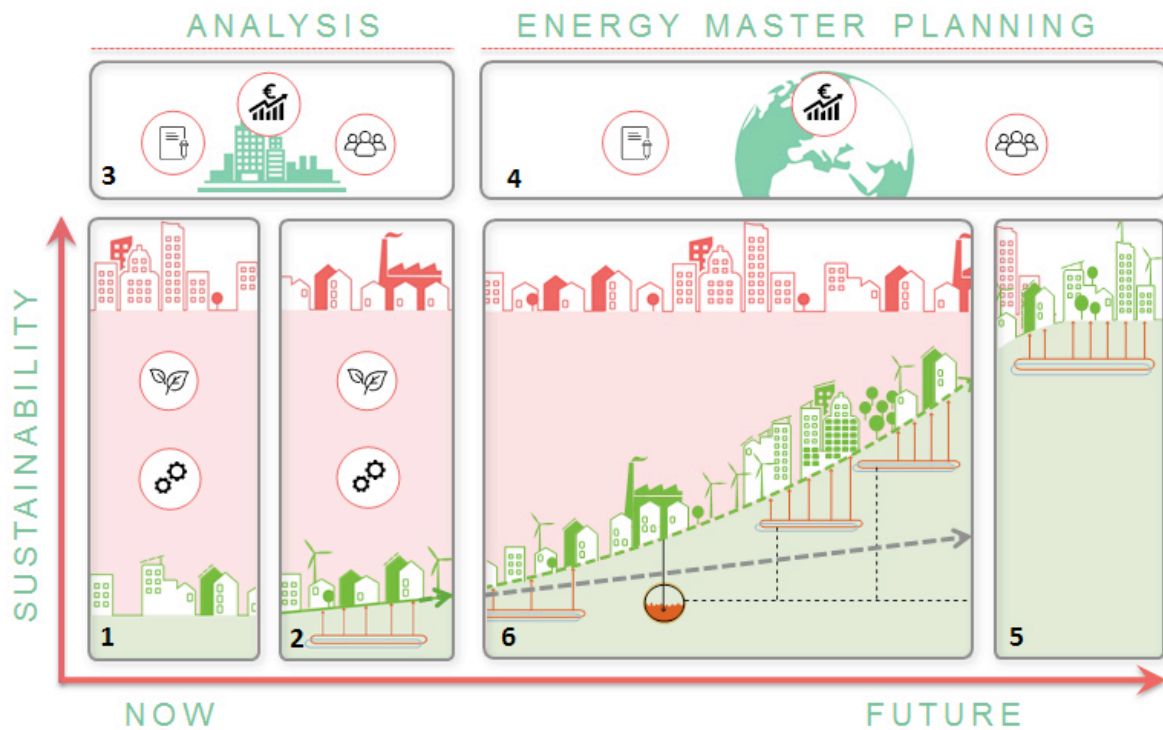 ANALYSIS
ENERGY MASTER PLANNING
€
€
3
4
SUSTAINABILITY
1
2
6
5
NOW
FUTURE